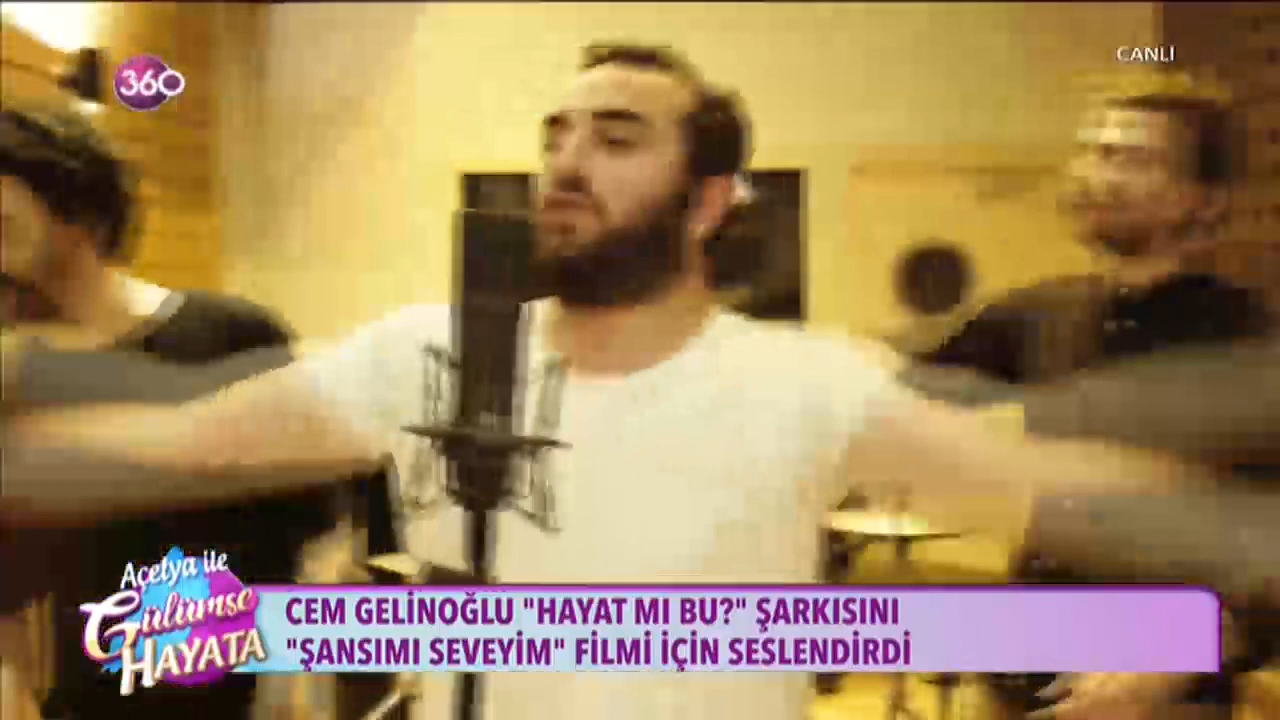 360
CANLI
Açelya ile
Gülümse
HAYATA
CEM GELİNOĞLU "HAYAT MI BU?" ŞARKISINI
"ŞANSIMI SEVEYİM" FİLMİ İÇİN SESLENDİRDİ